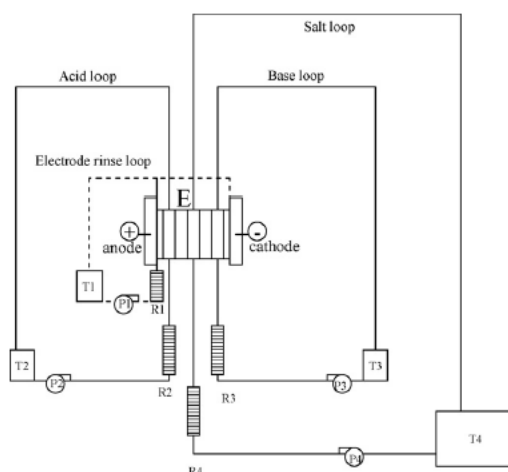 Salt loop
Acid loop
Base loop
Electrode rinse loop
E
+
-
anode
cathode
T1
P1
R1
T2
P2
R2
R3
P3
T3
R4
P4
T4